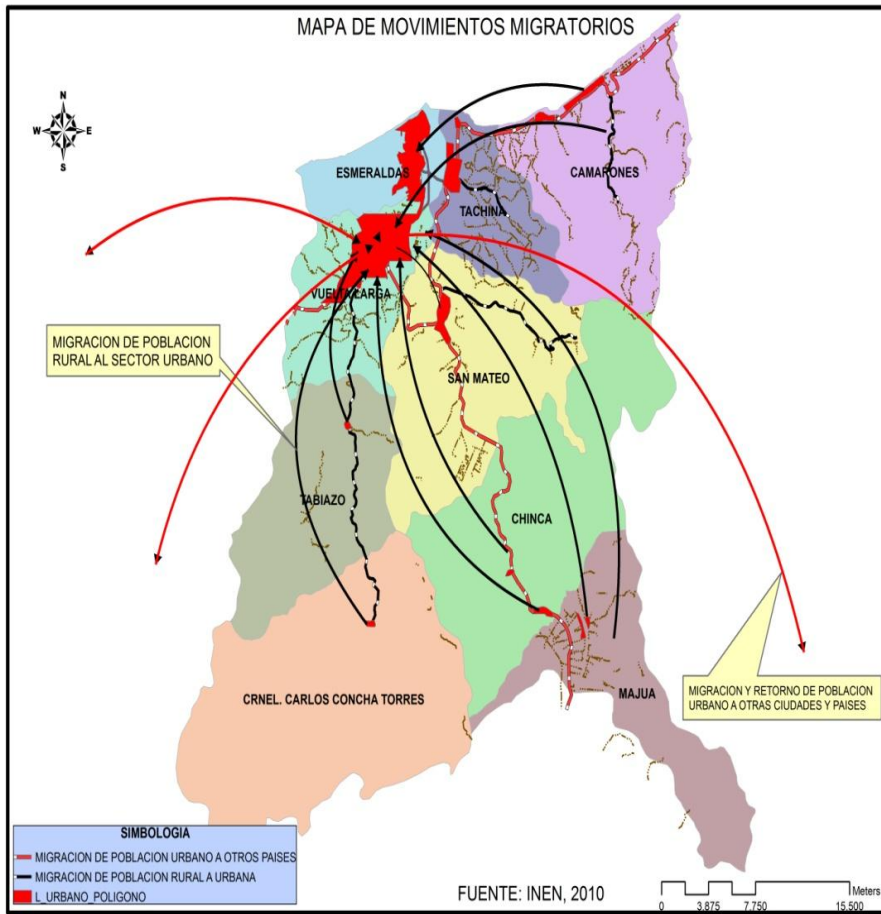 MAPA DE MOVIMIENTOS MIGRATORIOS
N
W E
S
ESMERALDAS
CAMARONES
TACHINA
VUELTA LARGA
MIGRACION DE POBLACION
RURAL AL SECTOR URBANO
SAN MATEO
TABIAZO
CHINCA
CRNEL. CARLOS CONCHA TORRES
MAJUA
MIGRACION Y RETORNO DE POBLACION
URBANO A OTRAS CIUDADES Y PAISES
SIMBOLOGIA
MIGRACION DE POBLACION URBANO A OTROS PAISES
MIGRACION DE POBLACION RURAL A URBANA
L_URBANO_POLIGONO
FUENTE: INEN, 2010
Meters
0 3.875 7.750 15.500